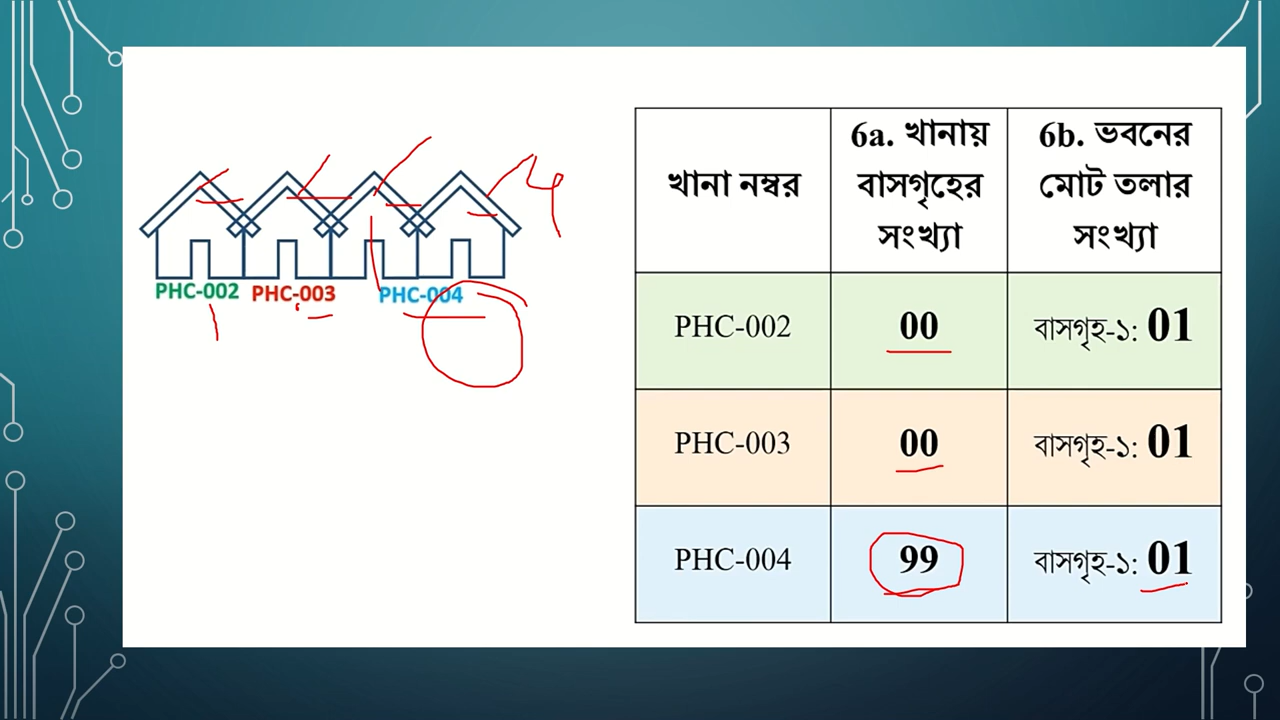 PHC-002 PHC-003 PHC-004
খানা নম্বর
6a. খানায়
বাসগৃহের
সংখ্যা
6b. ভবনের
মোট তলার
সংখ্যা
PHC-002 00 বাসগৃহ-১: 01
PHC-003 00 বাসগৃহ-১: 01
PHC-004 99 বাসগৃহ-১: 01